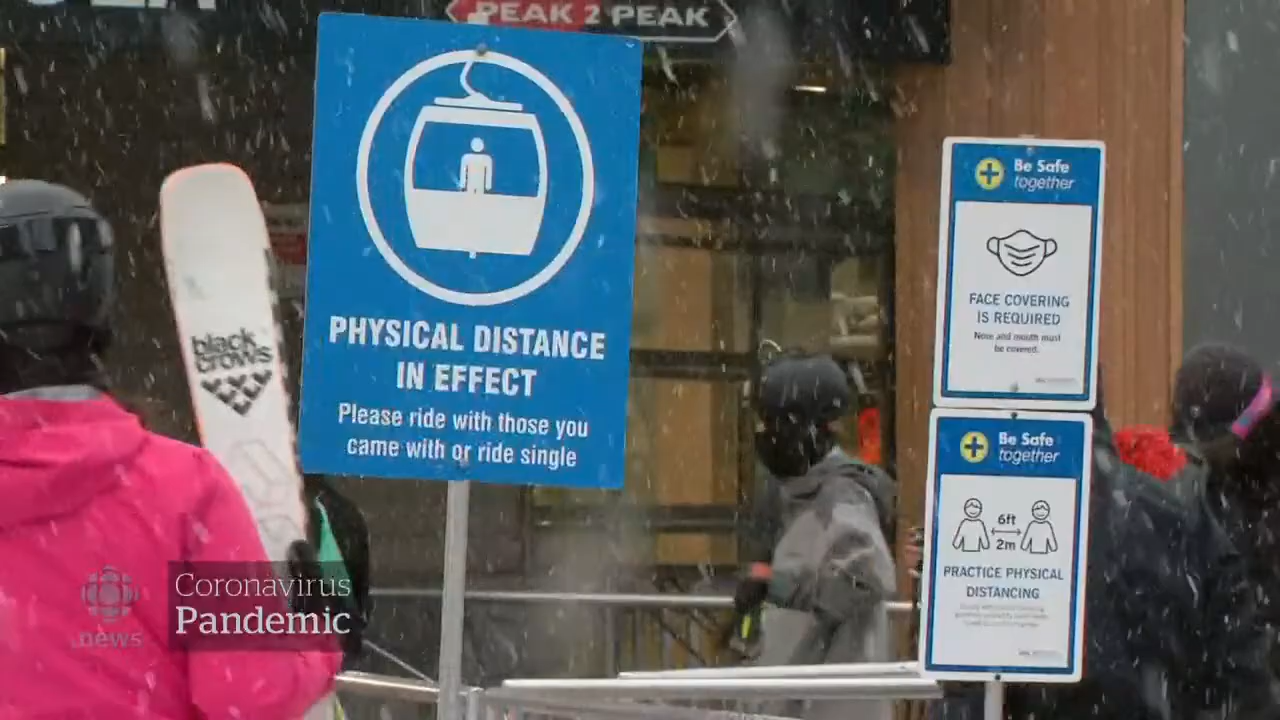 PEAK 2 PEAK
PHYSICAL DISTANCE
IN EFFECT
Please ride with those you
came with or ride single
black
crows
Be Safe
together
FACE COVERING
IS REQUIRED
Nose and mouth must
be covered.
Be Safe
together
6ft
2m
PRACTICE PHYSICAL
DISTANCING
Coronavirus
Pandemic
news